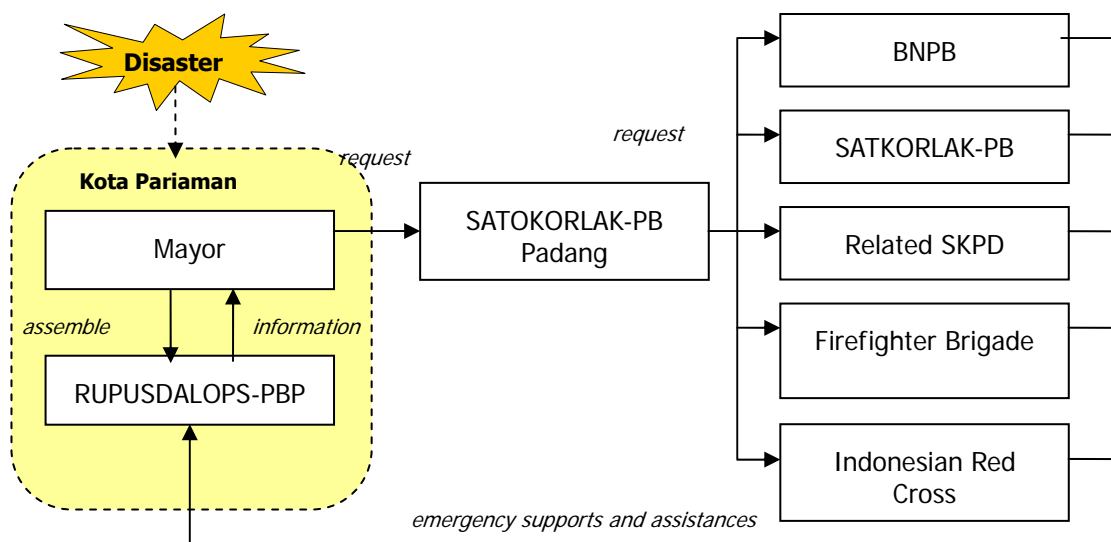 Disaster
Kota Pariaman
Mayor
assemble
information
RUPUSDALOPS-PBP
request
SATOKORLAK-PB
Padang
request
BNPB
SATKORLAK-PB
Related SKPD
Firefighter Brigade
Indonesian Red
Cross
emergency supports and assistances